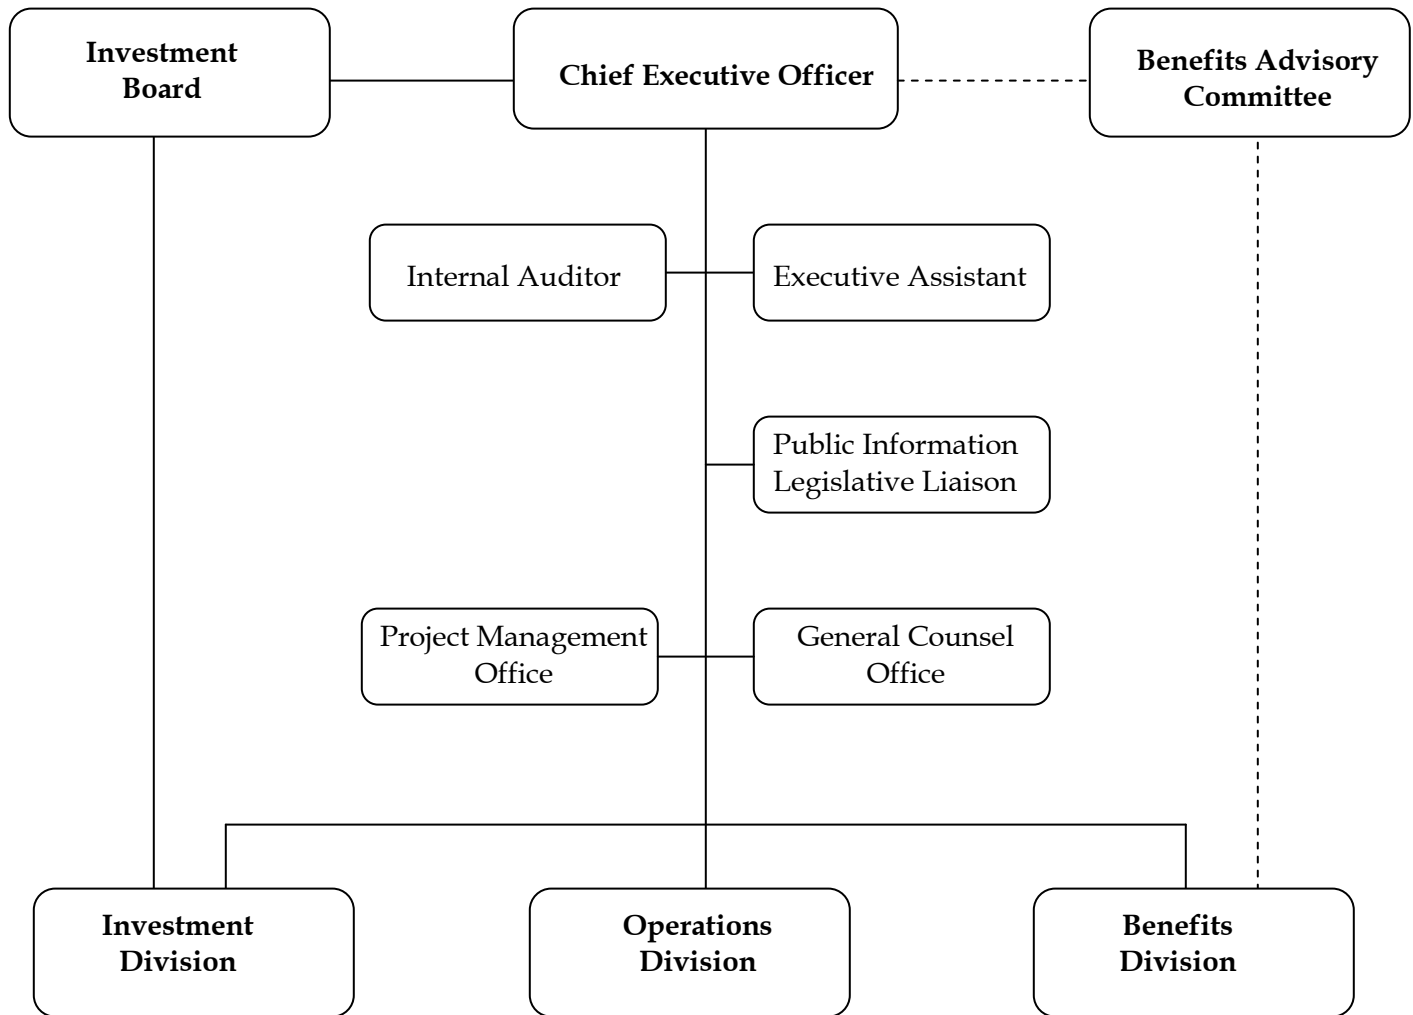 Investment
Board
Chief Executive Officer
Benefits Advisory
Committee
Internal Auditor
Executive Assistant
Public Information
Legislative Liaison
Project Management
Office
General Counsel
Office
Investment
Division
Operations
Division
Benefits
Division